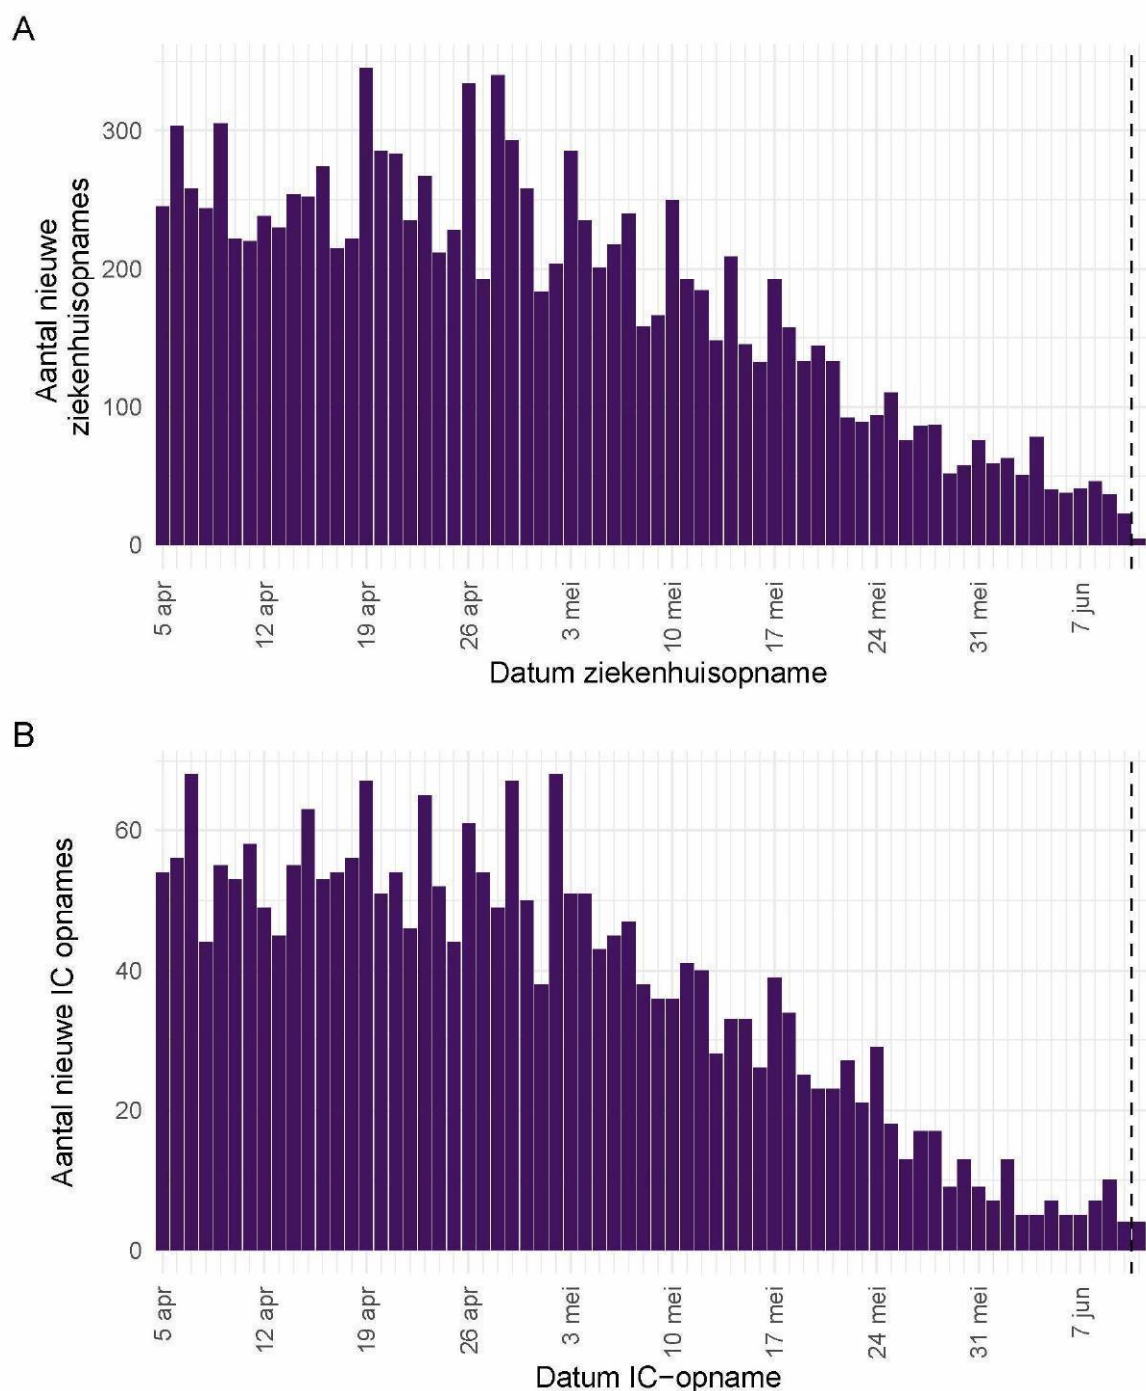 A
300
200
100
0
Aantal nieuwe
ziekenhuisopnames
5 apr
12 apr
19 apr
26 apr
3 mei
10 mei
17 mei
24 mei
31 mei
7 jun
Datum ziekenhuisopname
B
60
40
20
0
Aantal nieuwe IC opnames
5 apr
12 apr
19 apr
26 apr
3 mei
10 mei
17 mei
24 mei
31 mei
7 jun
Datum IC−opname